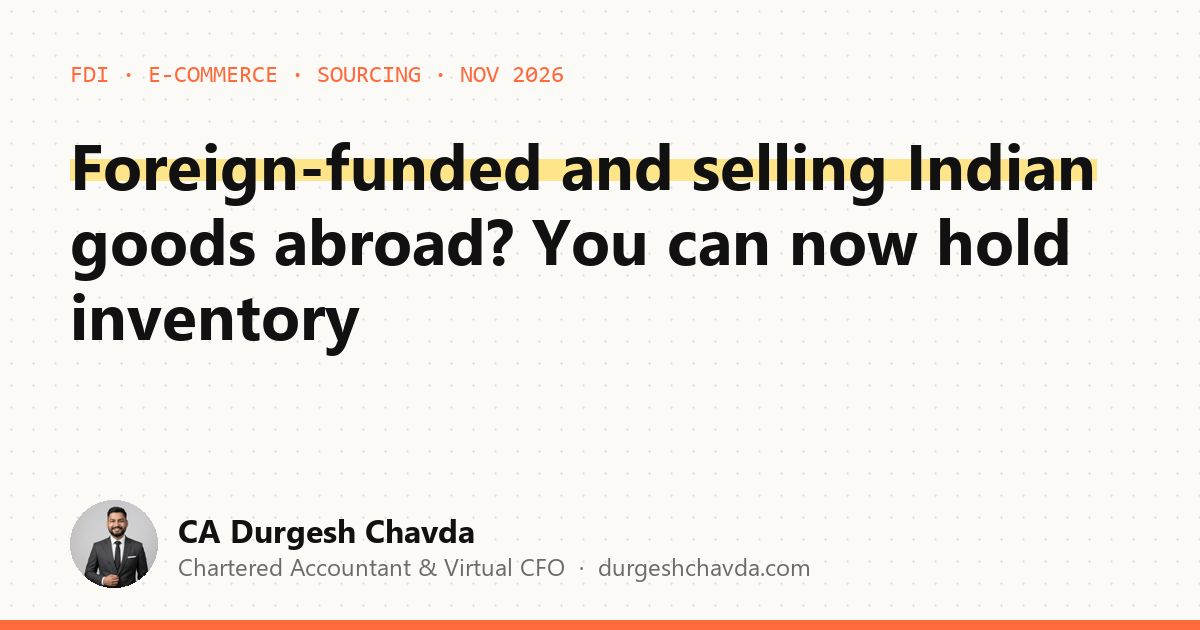 FDI · E-COMMERCE · SOURCING · NOV 2026
Foreign-funded and selling Indian
goods abroad? You can now hold
inventory
CA Durgesh Chavda
Chartered Accountant & Virtual CFO · durgeshchavda.com